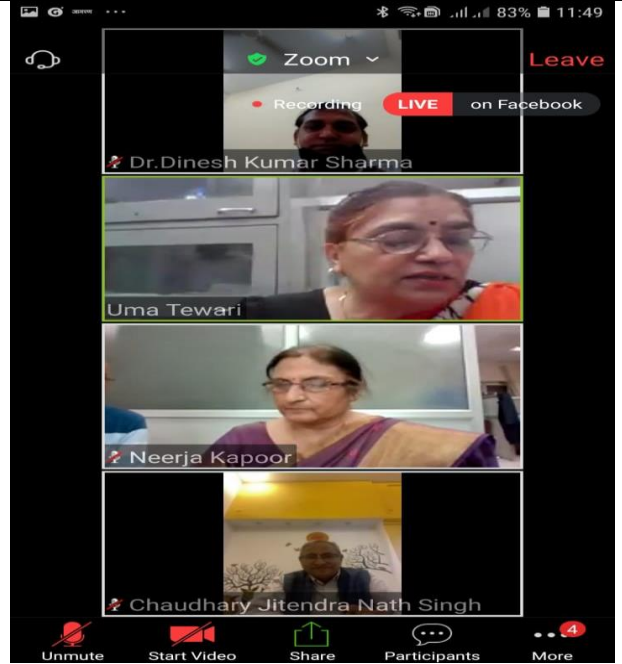 G 83% 11:49
Zoom Leave
Recording LIVE on Facebook
Dr.Dinesh Kumar Sharma
Uma Tewari
Neerja Kapoor
Chaudhary Jitendra Nath Singh
4
Unmute Start Video Share Participants More